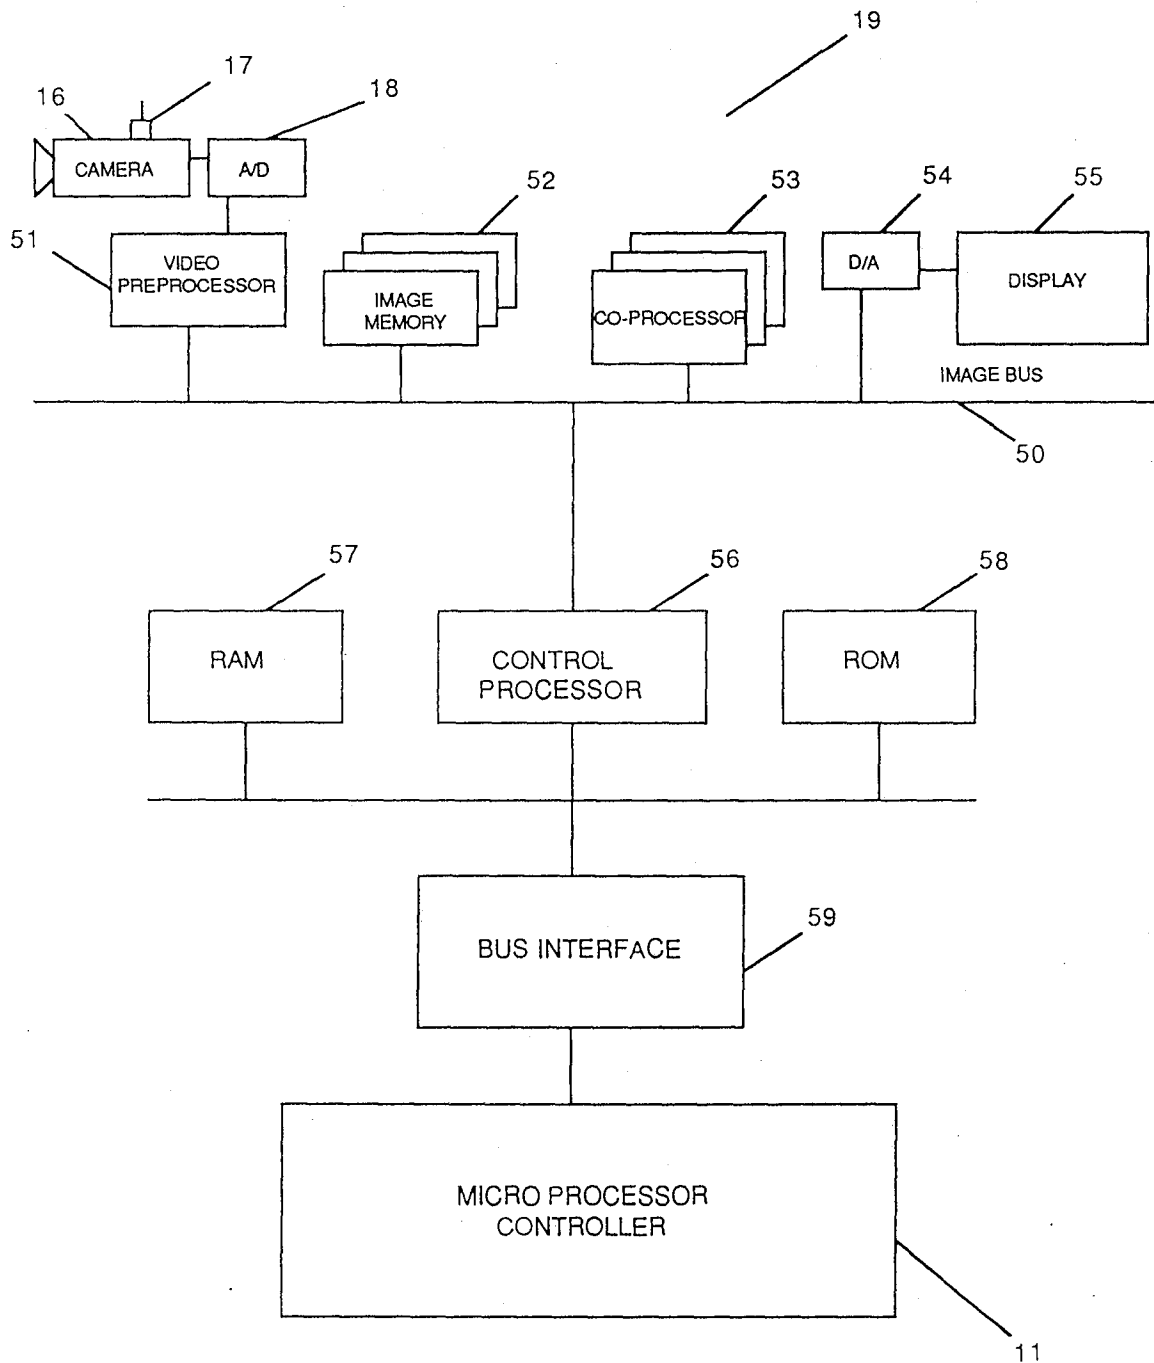 19
17
16
18
CAMERA
A/D
52
53
54
55
51
VIDEO
PREPROCESSOR
IMAGE
MEMORY
CO-PROCESSOR
D/A
DISPLAY
IMAGE BUS
50
57
56
58
RAM
CONTROL
PROCESSOR
ROM
BUS INTERFACE
59
MICRO PROCESSOR
CONTROLLER
11